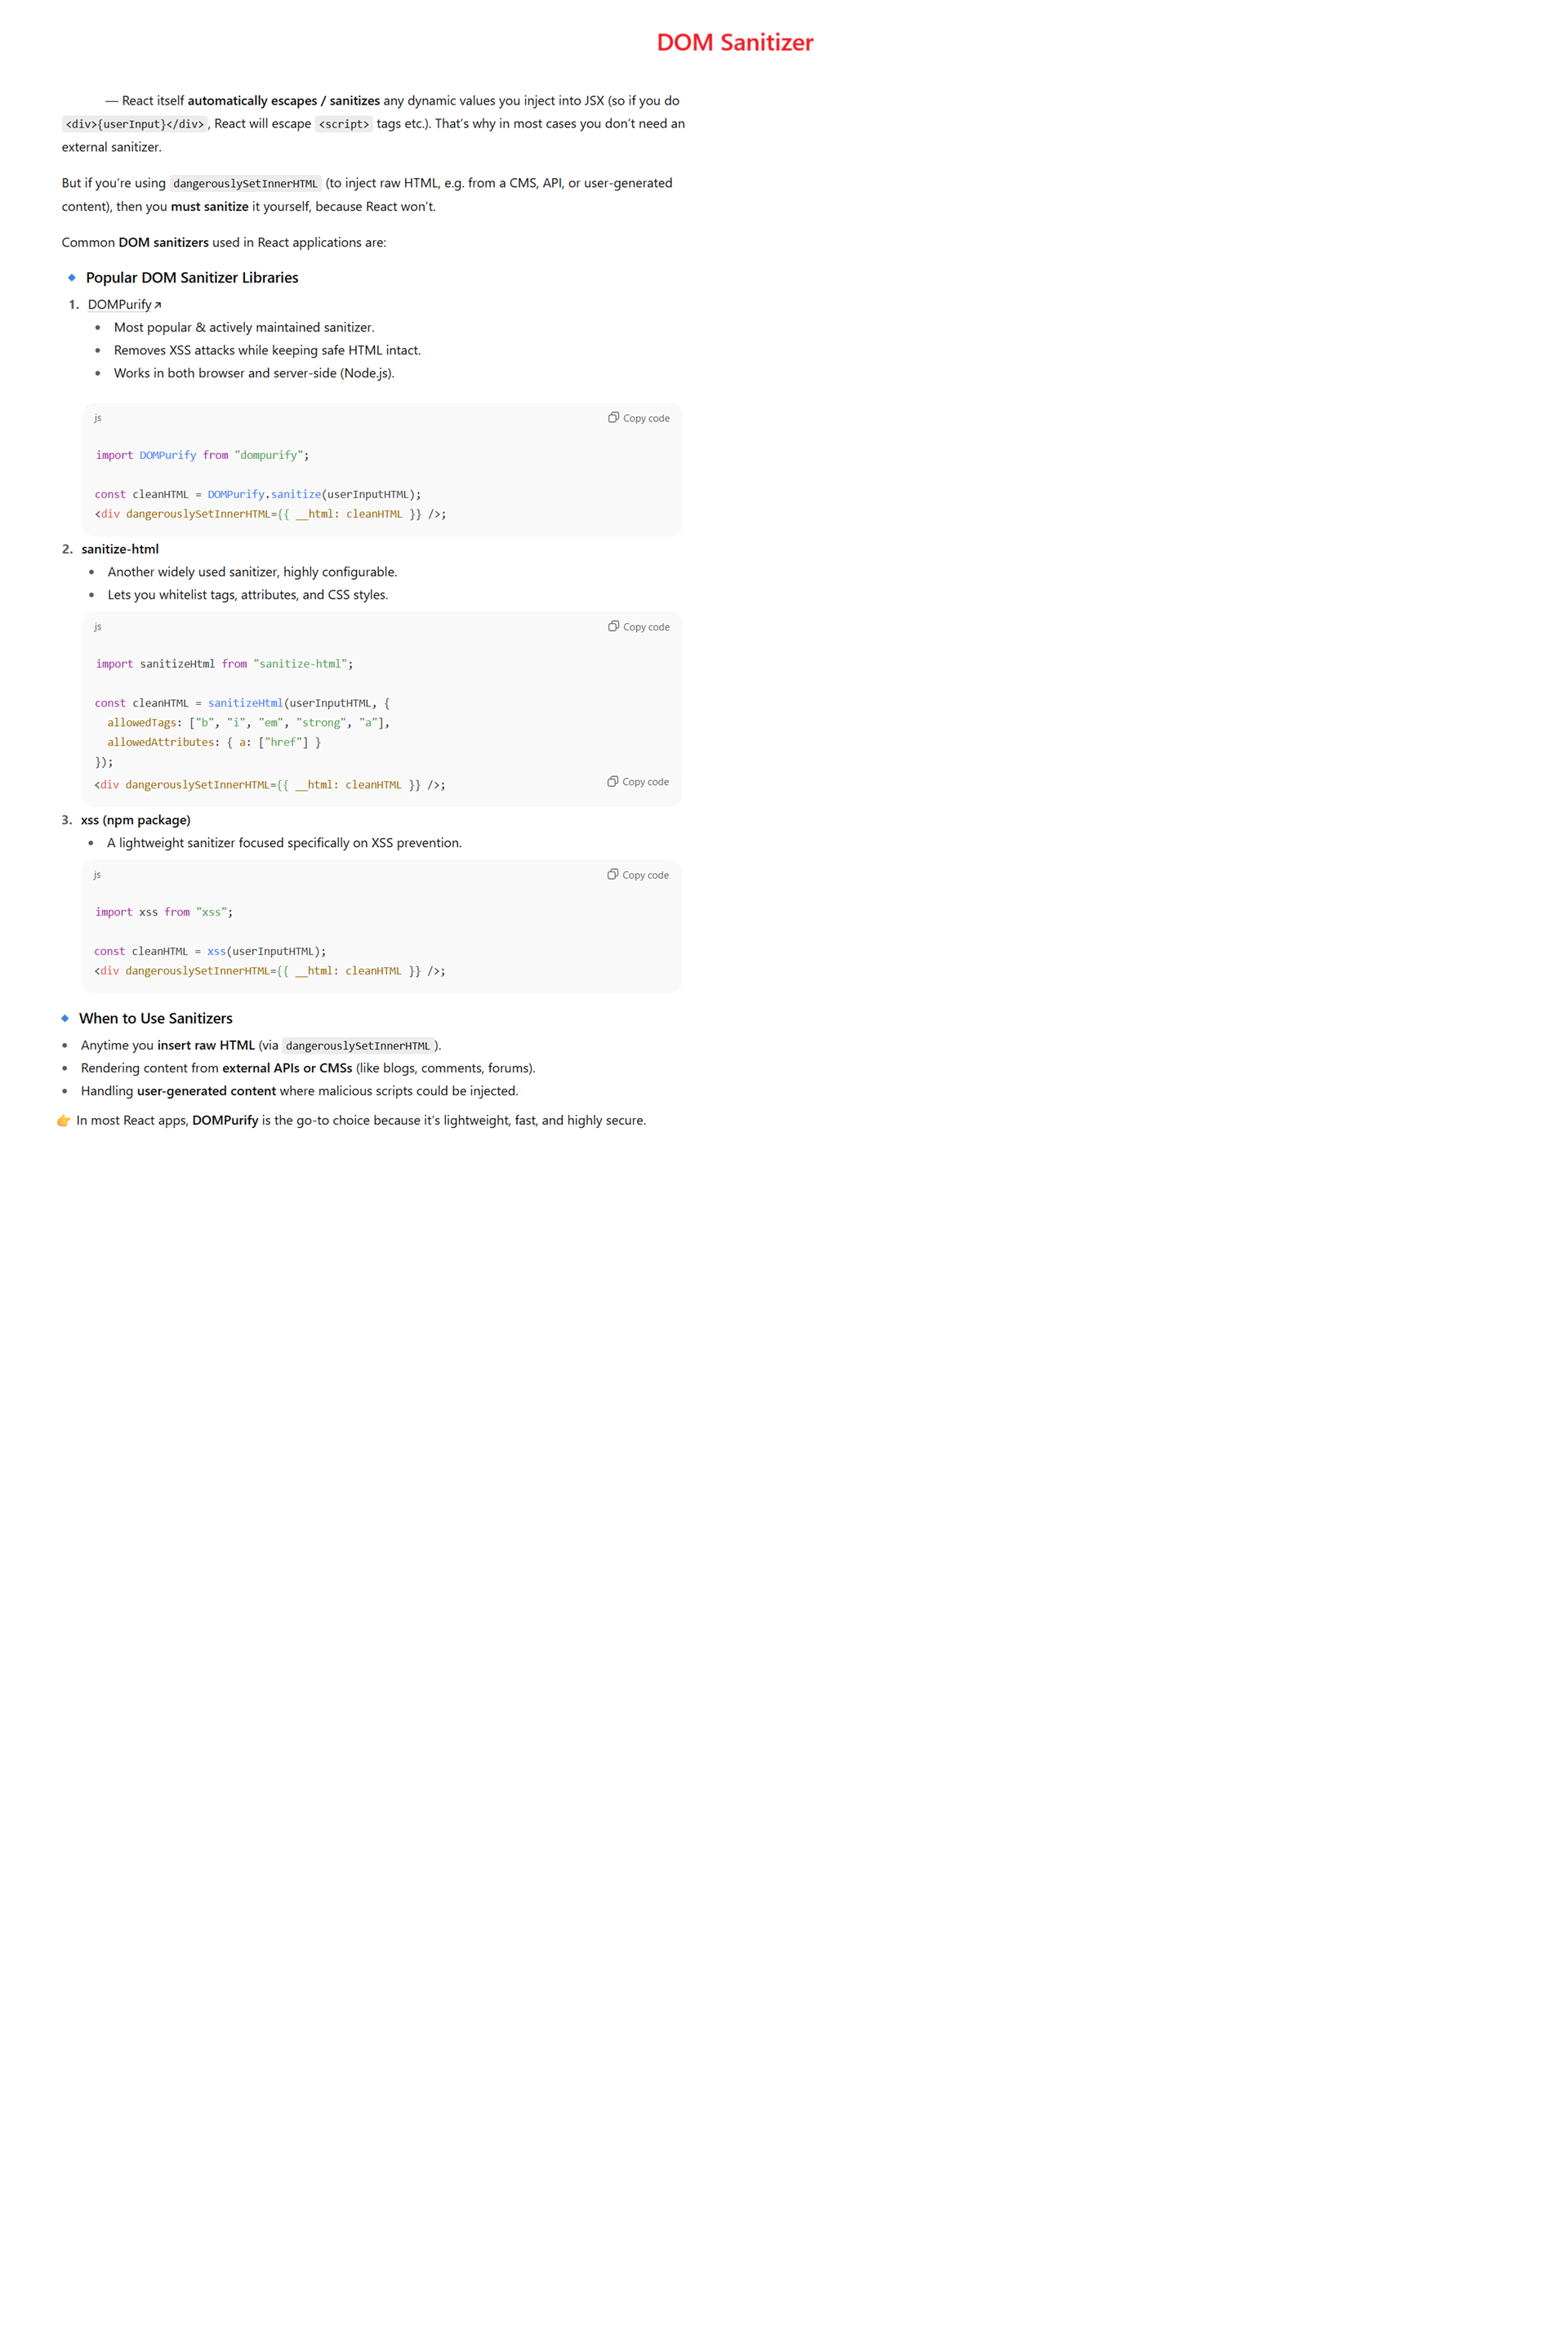 DOM Sanitizer
— React itself automatically escapes / sanitizes any dynamic values you inject into JSX (so if you do
<div>{userInput}</div>, React will escape <script> tags etc.). That’s why in most cases you don’t need an
external sanitizer.
But if you’re using dangerouslySetInnerHTML (to inject raw HTML, e.g. from a CMS, API, or user-generated
content), then you must sanitize it yourself, because React won’t.
Common DOM sanitizers used in React applications are:
🔹 Popular DOM Sanitizer Libraries
1. DOMPurify↗
• Most popular & actively maintained sanitizer.
• Removes XSS attacks while keeping safe HTML intact.
• Works in both browser and server-side (Node.js).
js Copy code
import DOMPurify from "dompurify";
const cleanHTML = DOMPurify.sanitize(userInputHTML);
<div dangerouslySetInnerHTML={{ __html: cleanHTML }} />;
2. sanitize-html
• Another widely used sanitizer, highly configurable.
• Lets you whitelist tags, attributes, and CSS styles.
js Copy code
import sanitizeHtml from "sanitize-html";
const cleanHTML = sanitizeHtml(userInputHTML, {
  allowedTags: ["b", "i", "em", "strong", "a"],
  allowedAttributes: { a: ["href"] }
});
<div dangerouslySetInnerHTML={{ __html: cleanHTML }} />; Copy code
3. xss (npm package)
• A lightweight sanitizer focused specifically on XSS prevention.
js Copy code
import xss from "xss";
const cleanHTML = xss(userInputHTML);
<div dangerouslySetInnerHTML={{ __html: cleanHTML }} />;
🔹 When to Use Sanitizers
• Anytime you insert raw HTML (via dangerouslySetInnerHTML).
• Rendering content from external APIs or CMSs (like blogs, comments, forums).
• Handling user-generated content where malicious scripts could be injected.
👉 In most React apps, DOMPurify is the go-to choice because it’s lightweight, fast, and highly secure.